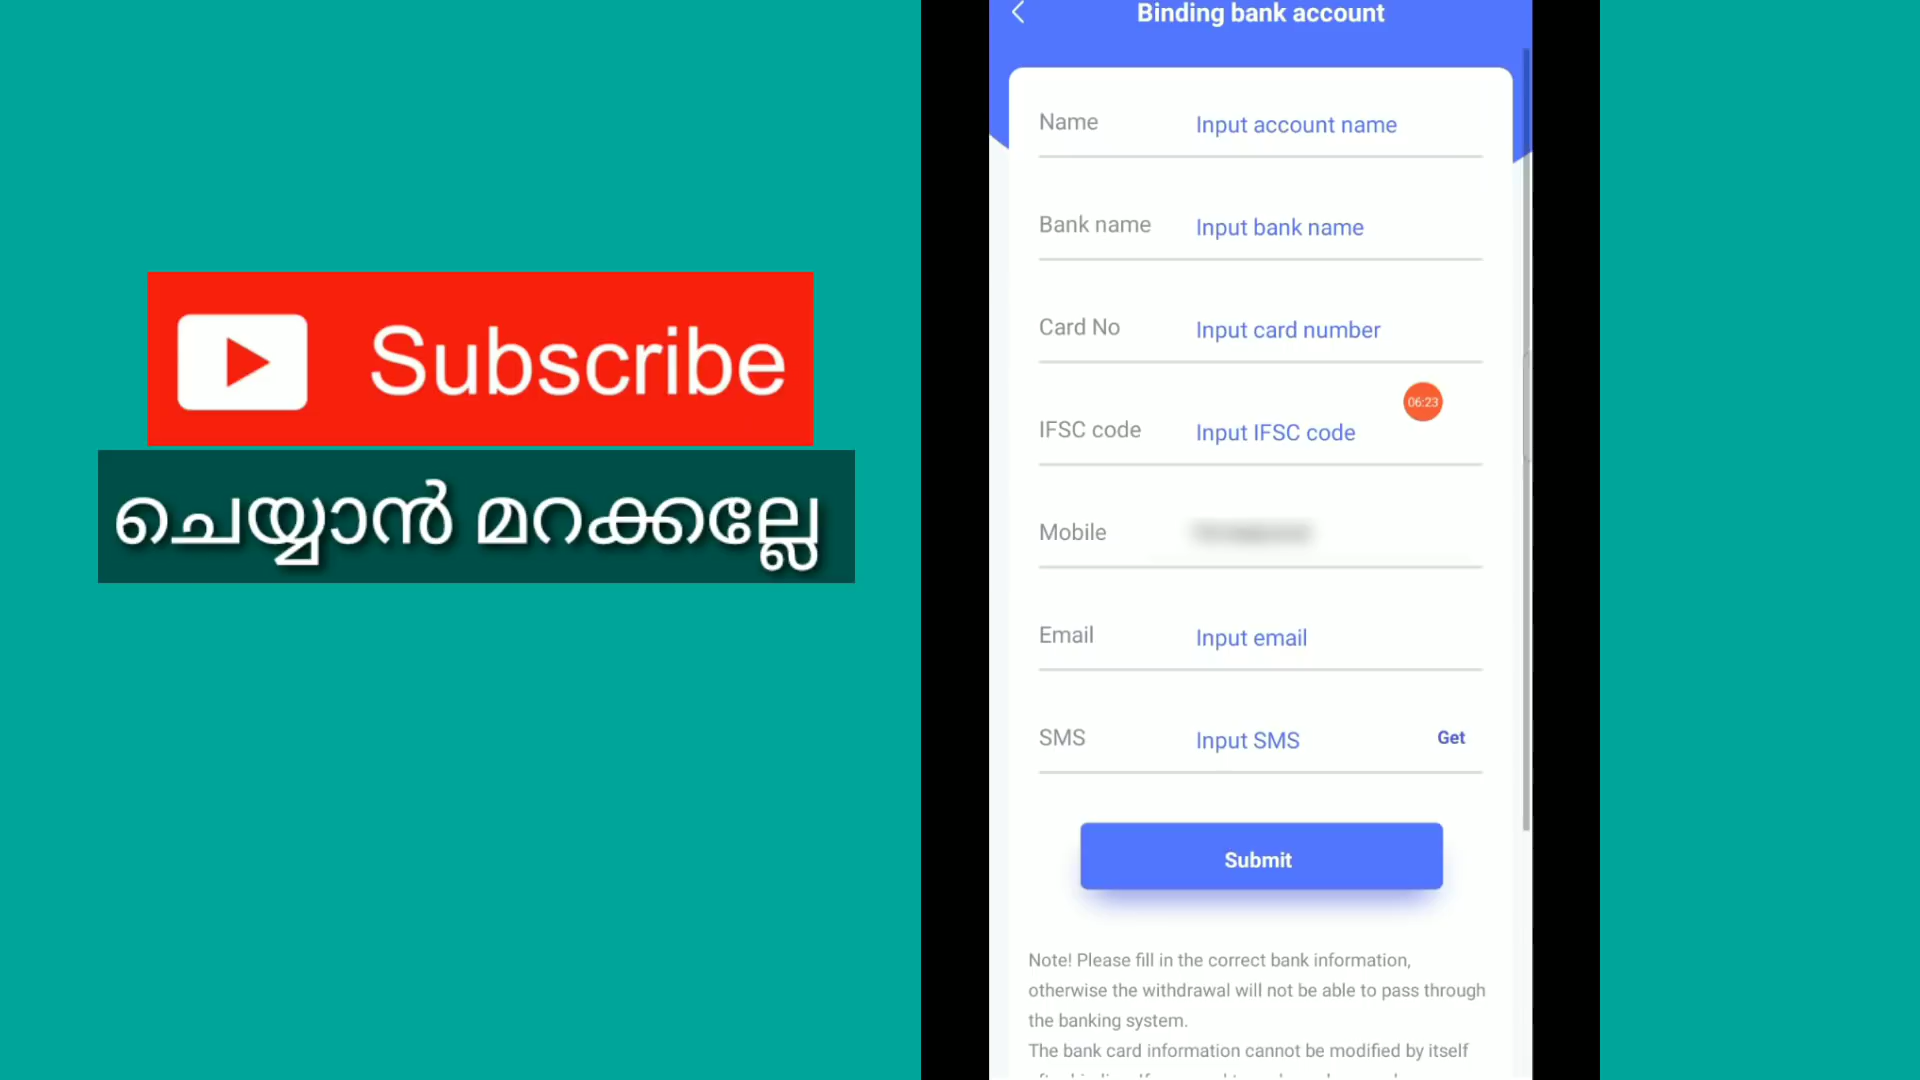 Subscribe
ചെയ്യാൻ മറക്കല്ലേ
Binding bank account
Name Input account name
Bank name Input bank name
Card No Input card number
06:23
IFSC code Input IFSC code
Mobile
Email Input email
SMS Input SMS Get
Submit
Note! Please fill in the correct bank information,
otherwise the withdrawal will not be able to pass through
the banking system.
The bank card information cannot be modified by itself